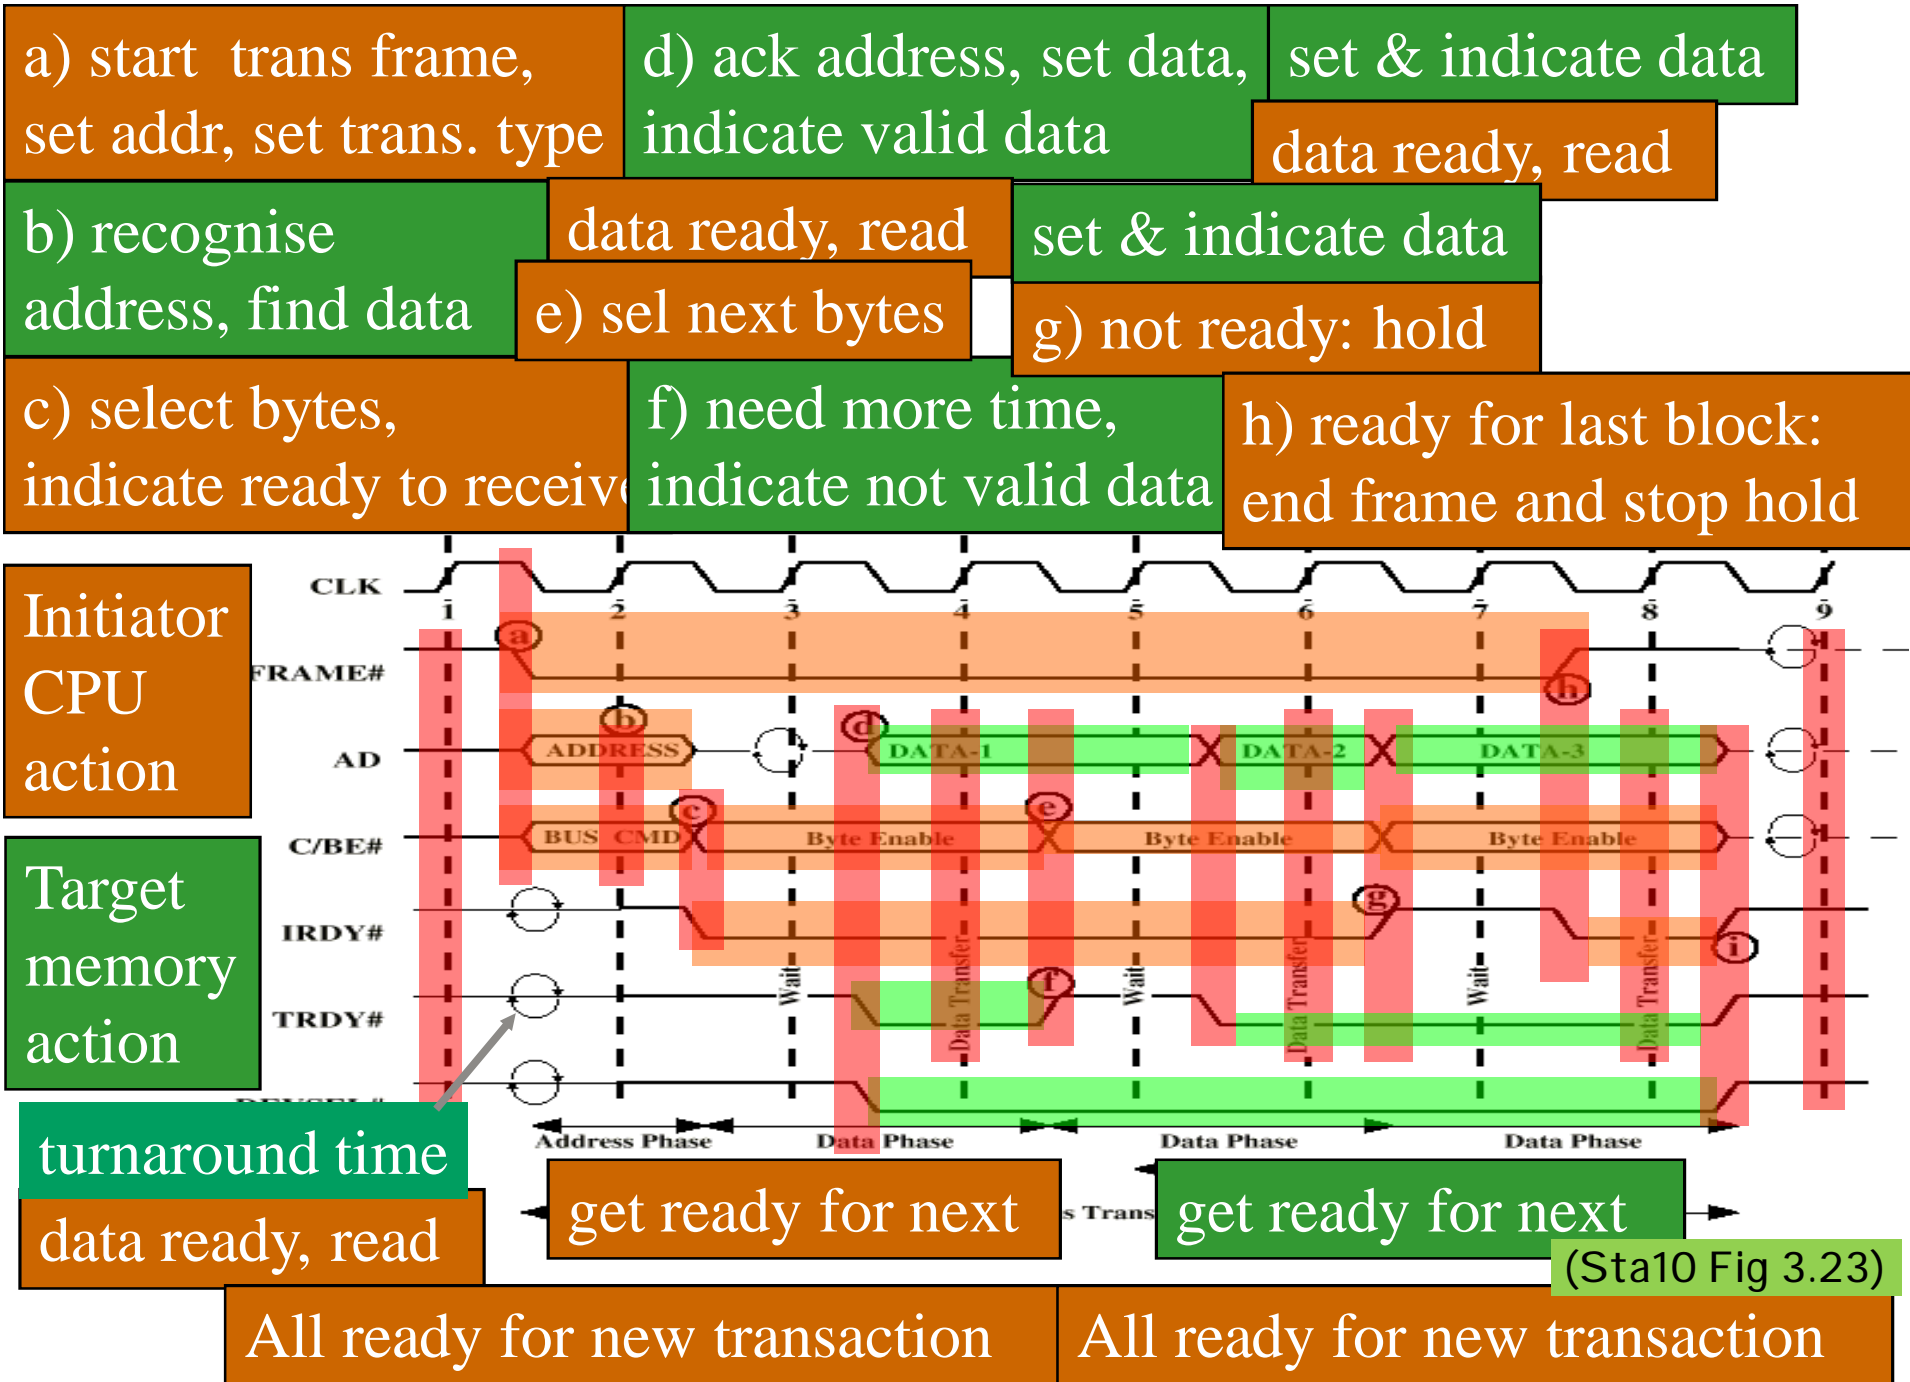 a) start trans frame,
set addr, set trans. type
d) ack address, set data,
indicate valid data
set & indicate data
data ready, read
b) recognise
address, find data
data ready, read
e) sel next bytes
set & indicate data
g) not ready: hold
c) select bytes,
indicate ready to receive
f) need more time,
indicate not valid data
h) ready for last block:
end frame and stop hold
Initiator
CPU
action
Target
memory
action
CLK
1 2 3 4 5 6 7 8 9
a
FRAME#
h
b
d
AD
ADDRESS DATA-1 DATA-2 DATA-3
c
e
C/BE#
BUS CMD Byte Enable Byte Enable Byte Enable
g
IRDY#
i
f
TRDY#
Wait
Data Transfer
Wait
Data Transfer
Wait
Data Transfer
Address Phase Data Phase Data Phase Data Phase
turnaround time
data ready, read
get ready for next
s Trans
get ready for next
(Sta10 Fig 3.23)
All ready for new transaction
All ready for new transaction